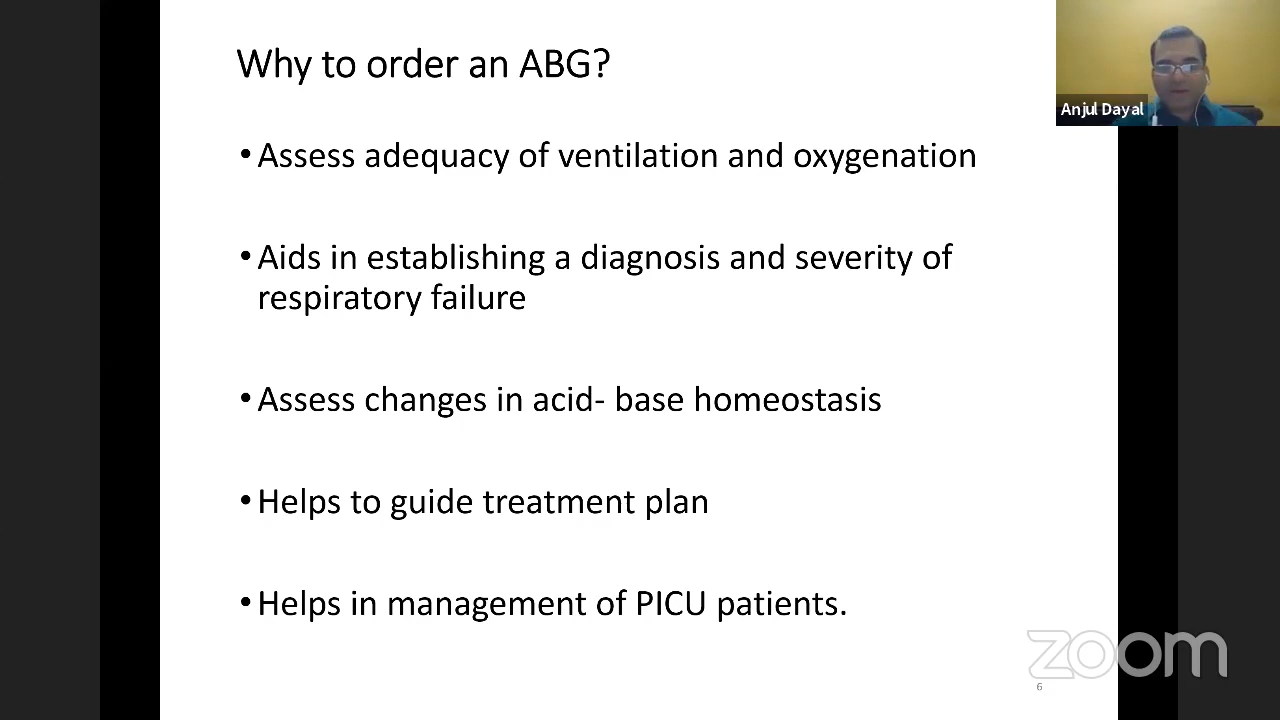 Why to order an ABG?
Anjul Dayal
• Assess adequacy of ventilation and oxygenation
• Aids in establishing a diagnosis and severity of
respiratory failure
• Assess changes in acid- base homeostasis
• Helps to guide treatment plan
• Helps in management of PICU patients.
zoom
6